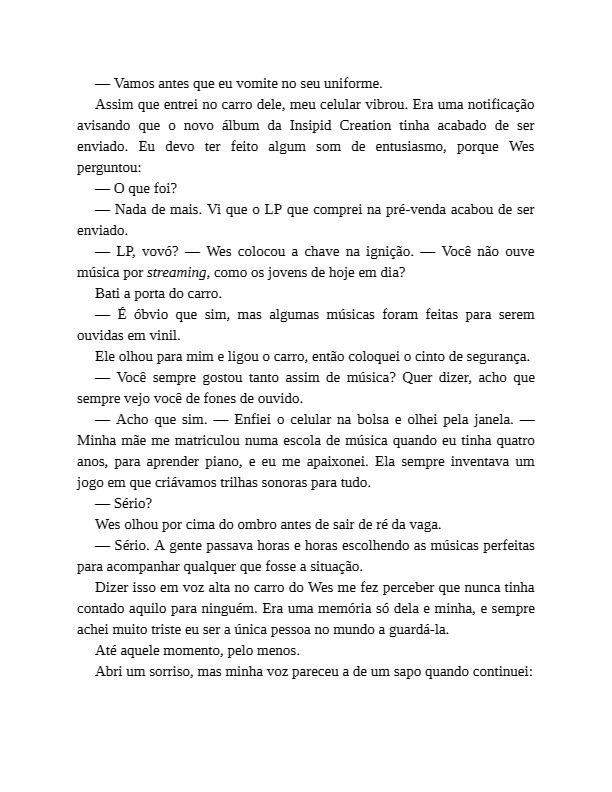 — Vamos antes que eu vomite no seu uniforme.
Assim que entrei no carro dele, meu celular vibrou. Era uma notificação
avisando que o novo álbum da Insipid Creation tinha acabado de ser
enviado. Eu devo ter feito algum som de entusiasmo, porque Wes
perguntou:
— O que foi?
— Nada de mais. Vi que o LP que comprei na pré-venda acabou de ser
enviado.
— LP, vovó? — Wes colocou a chave na ignição. — Você não ouve
música por streaming, como os jovens de hoje em dia?
Bati a porta do carro.
— É óbvio que sim, mas algumas músicas foram feitas para serem
ouvidas em vinil.
Ele olhou para mim e ligou o carro, então coloquei o cinto de segurança.
— Você sempre gostou tanto assim de música? Quer dizer, acho que
sempre vejo você de fones de ouvido.
— Acho que sim. — Enfiei o celular na bolsa e olhei pela janela. —
Minha mãe me matriculou numa escola de música quando eu tinha quatro
anos, para aprender piano, e eu me apaixonei. Ela sempre inventava um
jogo em que criávamos trilhas sonoras para tudo.
— Sério?
Wes olhou por cima do ombro antes de sair de ré da vaga.
— Sério. A gente passava horas e horas escolhendo as músicas perfeitas
para acompanhar qualquer que fosse a situação.
Dizer isso em voz alta no carro do Wes me fez perceber que nunca tinha
contado aquilo para ninguém. Era uma memória só dela e minha, e sempre
achei muito triste eu ser a única pessoa no mundo a guardá-la.
Até aquele momento, pelo menos.
Abri um sorriso, mas minha voz pareceu a de um sapo quando continuei: